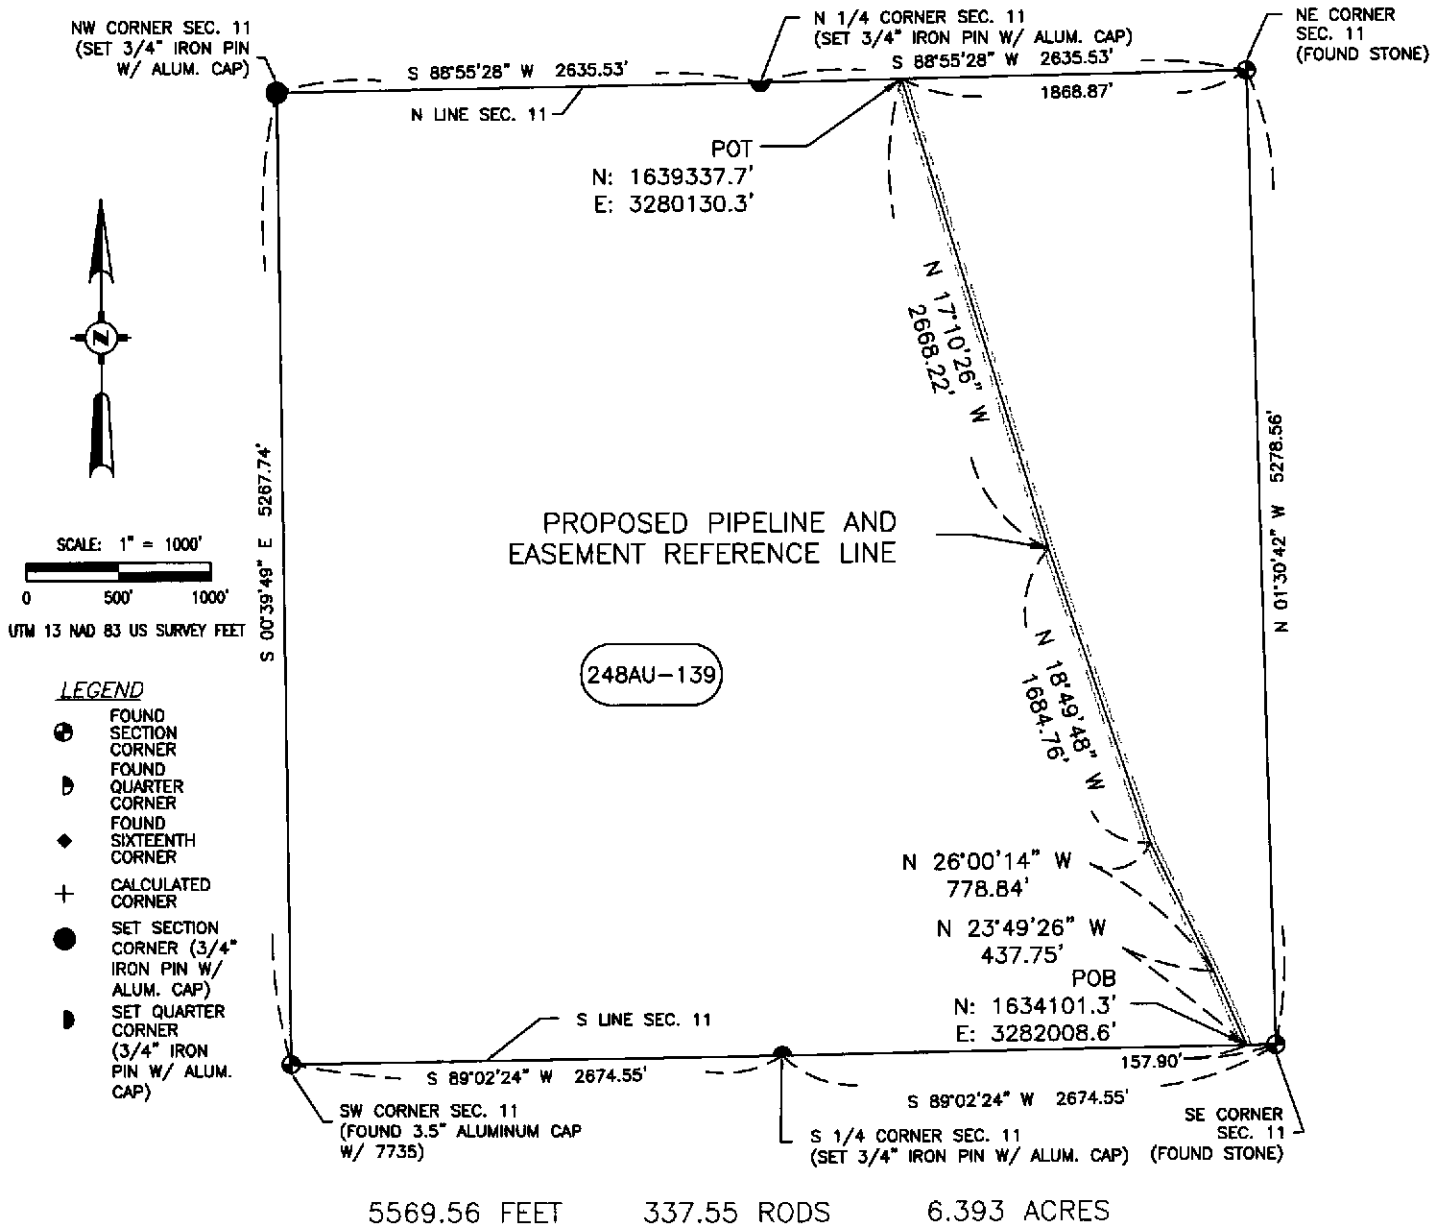 NW CORNER SEC. 11
(SET 3/4" IRON PIN
W/ ALUM. CAP)
N 1/4 CORNER SEC. 11
(SET 3/4" IRON PIN W/ ALUM. CAP)
NE CORNER
SEC. 11
(FOUND STONE)
S 88°55'28" W 2635.53'
S 88°55'28" W 2635.53'
1868.87'
N LINE SEC. 11
POT
N: 1639337.7'
E: 3280130.3'
N 17°10'26" W
2668.22'
N
S 00°39'49" E 5267.74'
N 01°30'42" W 5278.56'
PROPOSED PIPELINE AND
EASEMENT REFERENCE LINE
SCALE: 1" = 1000'
0 500' 1000'
UTM 13 NAD 83 US SURVEY FEET
248AU-139
N 18°49'48" W
1684.76'
LEGEND
FOUND
SECTION
CORNER
FOUND
QUARTER
CORNER
FOUND
SIXTEENTH
CORNER
CALCULATED
CORNER
SET SECTION
CORNER (3/4"
IRON PIN W/
ALUM. CAP)
SET QUARTER
CORNER
(3/4" IRON
PIN W/ ALUM.
CAP)
N 26°00'14" W
778.84'
N 23°49'26" W
437.75'
POB
N: 1634101.3'
E: 3282008.6'
S LINE SEC. 11
157.90'
S 89°02'24" W 2674.55'
S 89°02'24" W 2674.55'
SW CORNER SEC. 11
(FOUND 3.5" ALUMINUM CAP
W/ 7735)
S 1/4 CORNER SEC. 11
(SET 3/4" IRON PIN W/ ALUM. CAP)
SE CORNER
SEC. 11
(FOUND STONE)
5569.56 FEET 337.55 RODS 6.393 ACRES